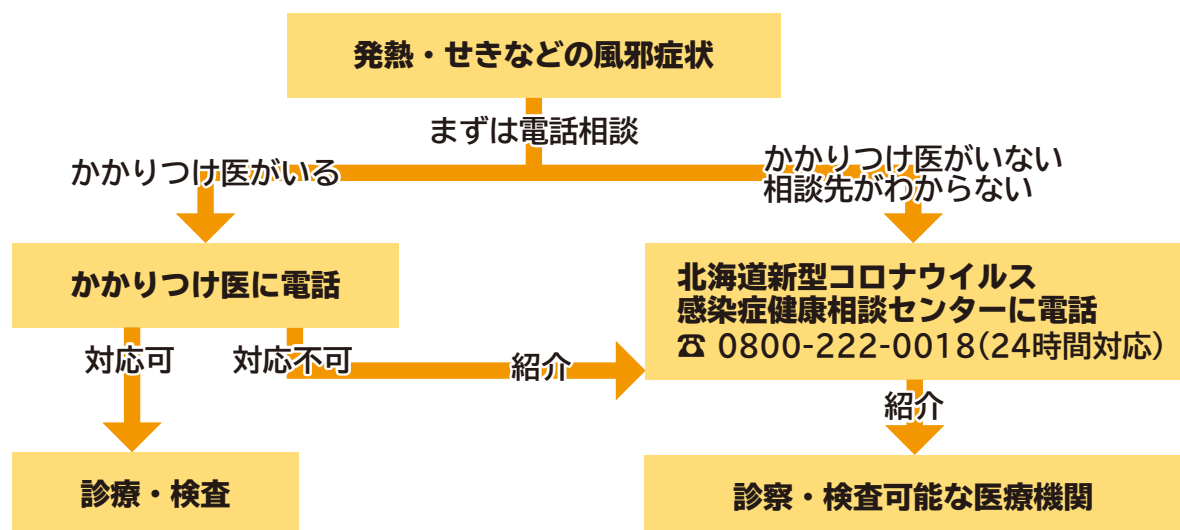 発熱・せきなどの風邪症状
まずは電話相談
かかりつけ医がいる
かかりつけ医がいない
相談先がわからない
かかりつけ医に電話
北海道新型コロナウイルス
感染症健康相談センターに電話
☎ 0800-222-0018(24時間対応)
対応可
対応不可
紹介
紹介
診療・検査
診察・検査可能な医療機関